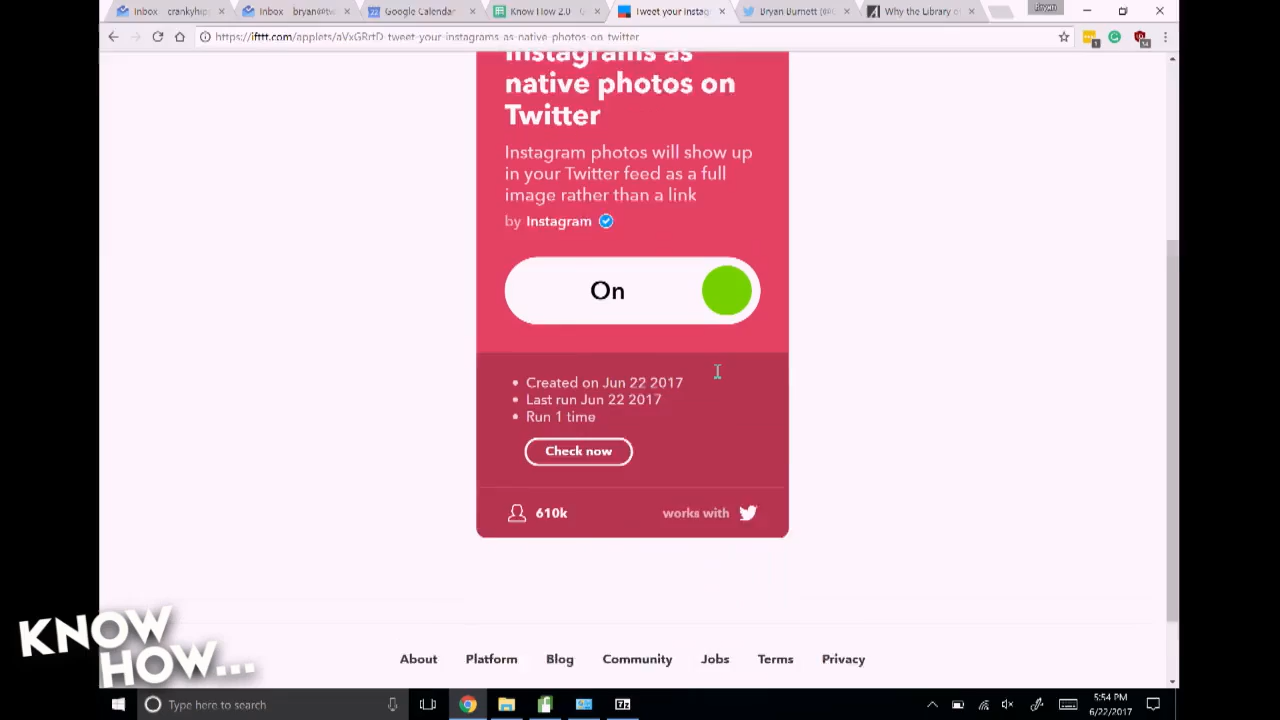 Inbox - crankyhip
Inbox - bryan@tw
Google Calendar
Know How 2.0 - G
Tweet your Instag
Bryan Burnett (@C
Why the Library o
Bryan
https://ifttt.com/applets/aVxGRrtD-tweet-your-instagrams-as-native-photos-on-twitter
Instagrams as
native photos on
Twitter
Instagram photos will show up
in your Twitter feed as a full
image rather than a link
by Instagram
On
• Created on Jun 22 2017
• Last run Jun 22 2017
• Run 1 time
Check now
610k
works with
KNOW
HOW...
About Platform Blog Community Jobs Terms Privacy
Type here to search
5:54 PM
6/22/2017